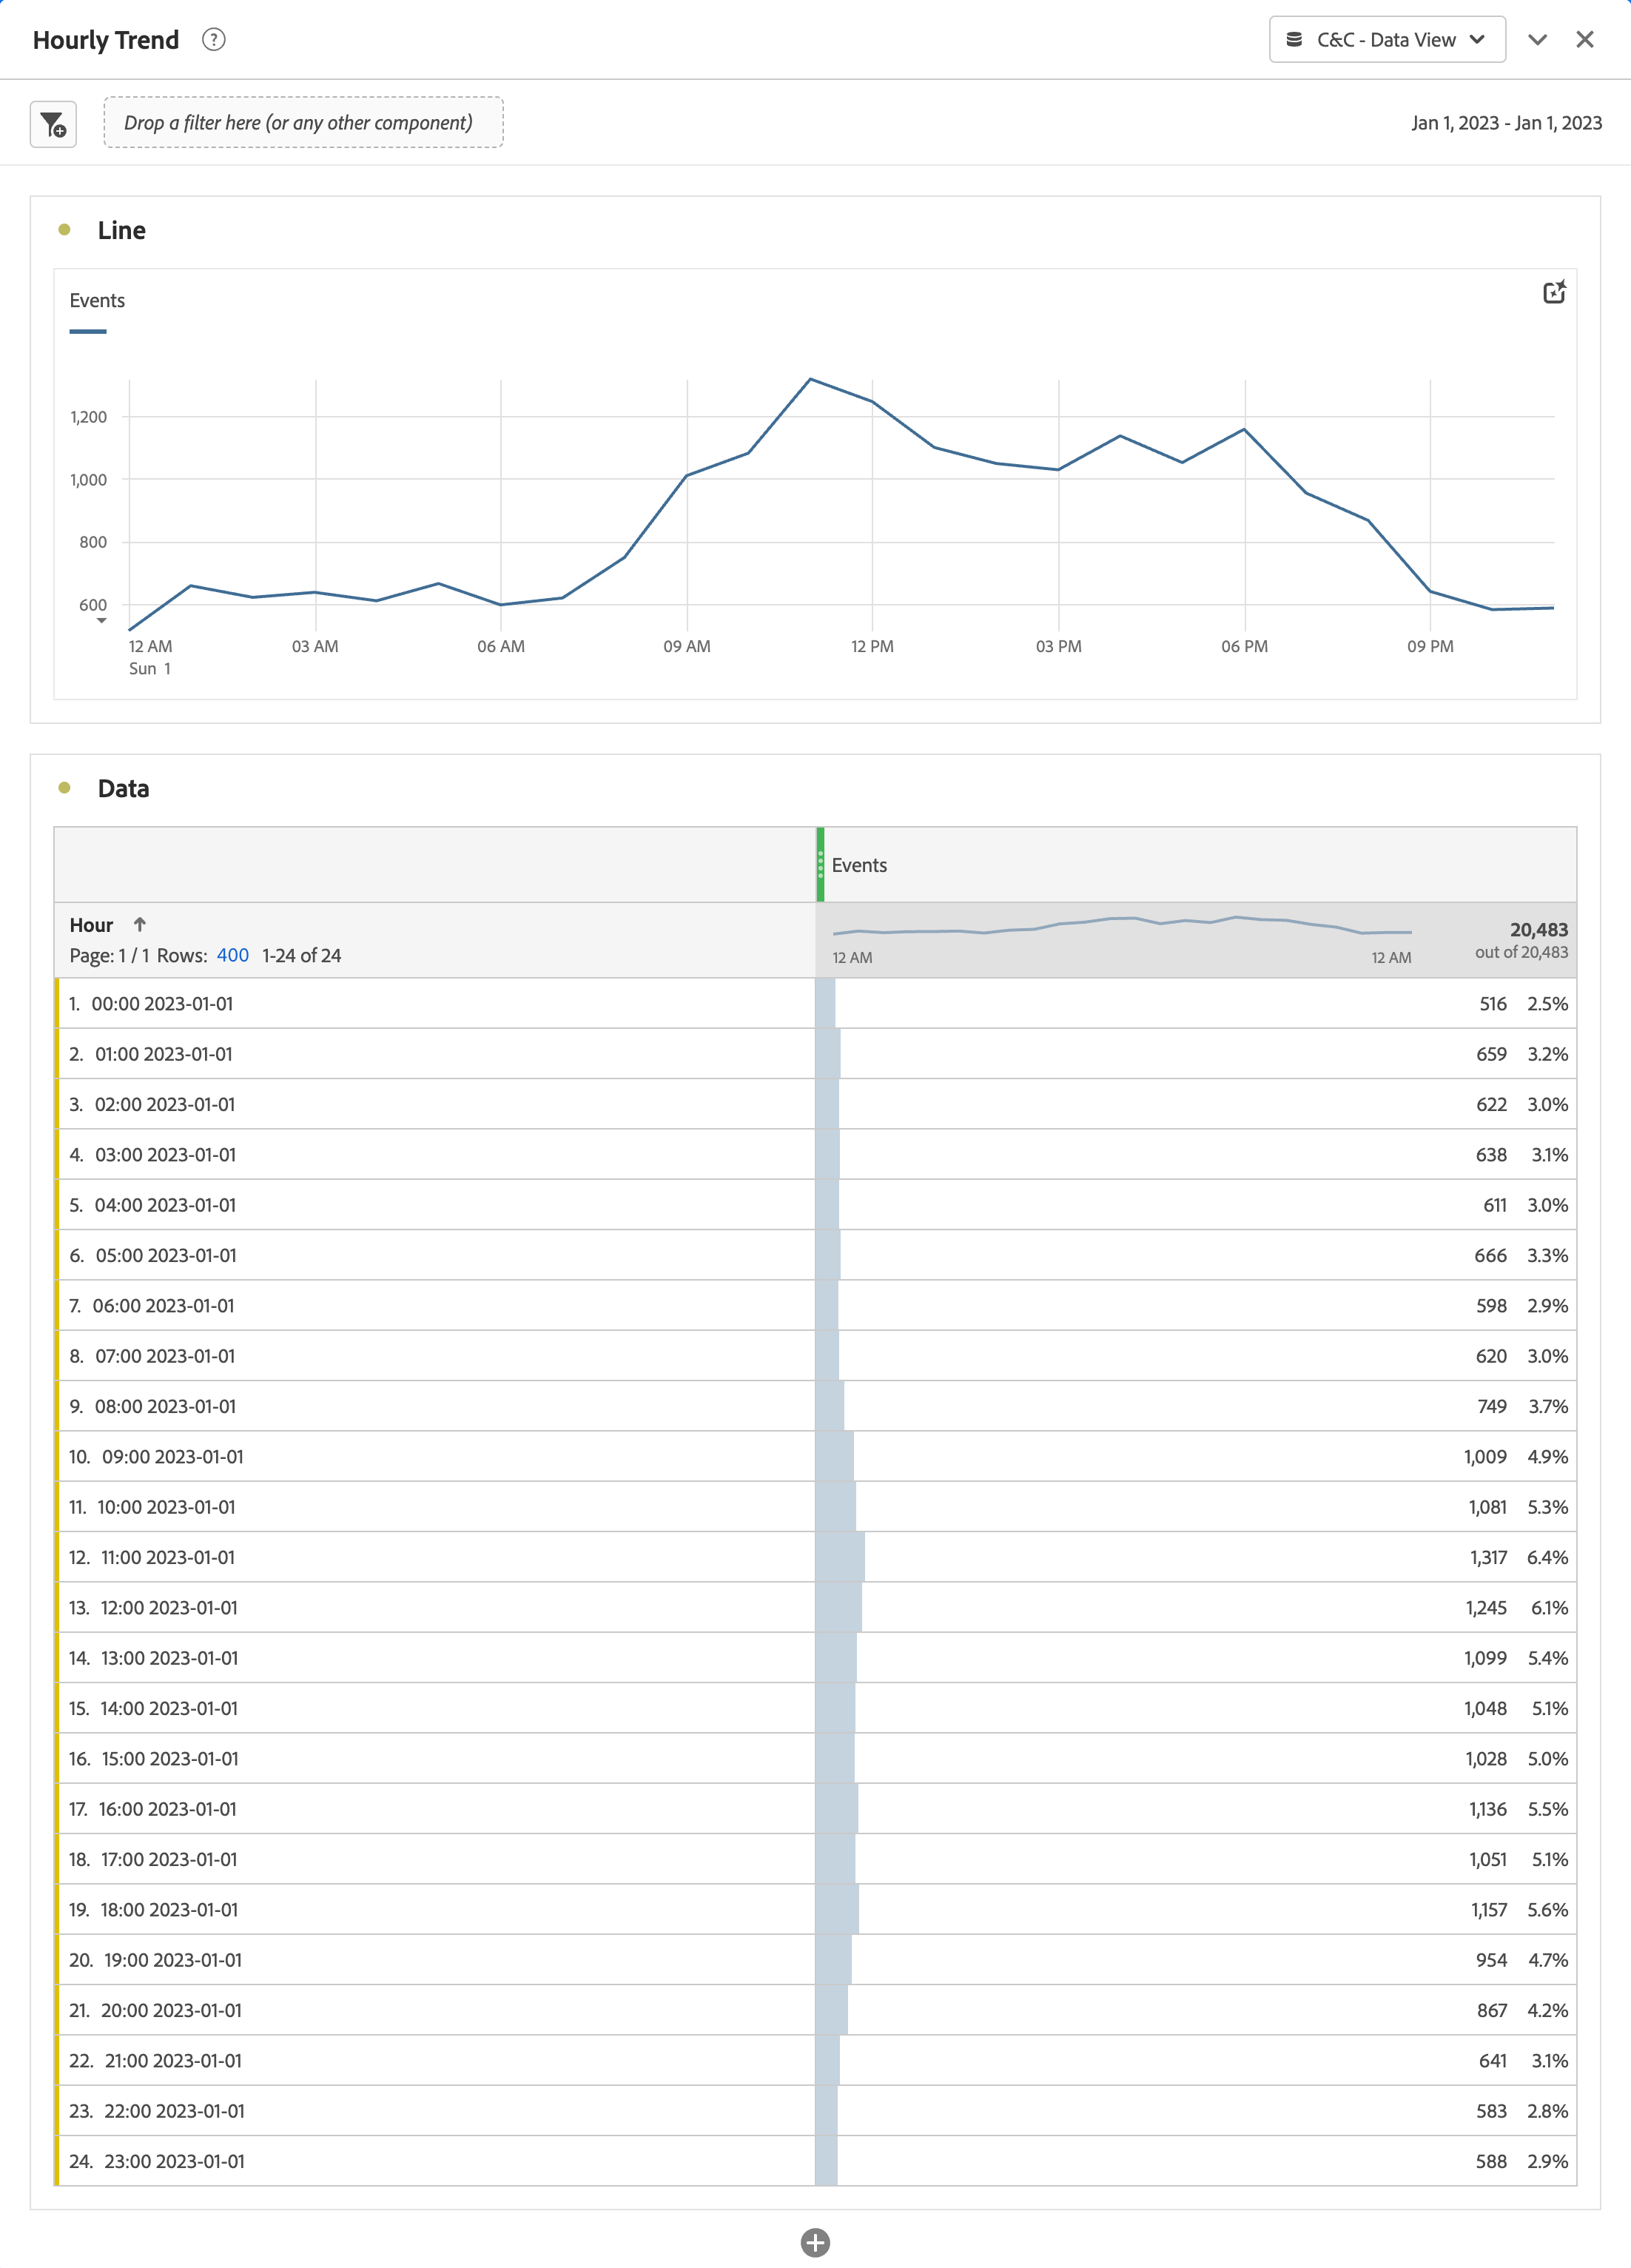 Hourly Trend ?
C&C - Data View
Drop a filter here (or any other component)
Jan 1, 2023 - Jan 1, 2023
Line
Events
1,200
1,000
800
600
12 AM 03 AM 06 AM 09 AM 12 PM 03 PM 06 PM 09 PM
Sun 1
Data
Events
Hour
Page: 1 / 1 Rows: 400 1-24 of 24
12 AM 12 AM
20,483
out of 20,483
1. 00:00 2023-01-01 516 2.5%
2. 01:00 2023-01-01 659 3.2%
3. 02:00 2023-01-01 622 3.0%
4. 03:00 2023-01-01 638 3.1%
5. 04:00 2023-01-01 611 3.0%
6. 05:00 2023-01-01 666 3.3%
7. 06:00 2023-01-01 598 2.9%
8. 07:00 2023-01-01 620 3.0%
9. 08:00 2023-01-01 749 3.7%
10. 09:00 2023-01-01 1,009 4.9%
11. 10:00 2023-01-01 1,081 5.3%
12. 11:00 2023-01-01 1,317 6.4%
13. 12:00 2023-01-01 1,245 6.1%
14. 13:00 2023-01-01 1,099 5.4%
15. 14:00 2023-01-01 1,048 5.1%
16. 15:00 2023-01-01 1,028 5.0%
17. 16:00 2023-01-01 1,136 5.5%
18. 17:00 2023-01-01 1,051 5.1%
19. 18:00 2023-01-01 1,157 5.6%
20. 19:00 2023-01-01 954 4.7%
21. 20:00 2023-01-01 867 4.2%
22. 21:00 2023-01-01 641 3.1%
23. 22:00 2023-01-01 583 2.8%
24. 23:00 2023-01-01 588 2.9%